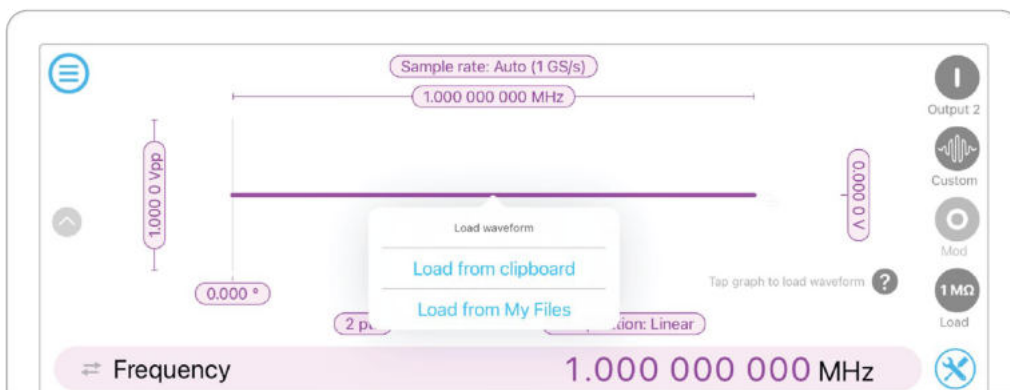 Sample rate: Auto (1 GS/s)
1.000 000 000 MHz
Output 2
1.000 0 Vpp
0.000 0 V
Custom
Load waveform
Load from clipboard
Load from My Files
Mod
Tap graph to load waveform ?
0.000 °
1 MΩ
Load
2
Linear
Frequency
1.000 000 000 MHz